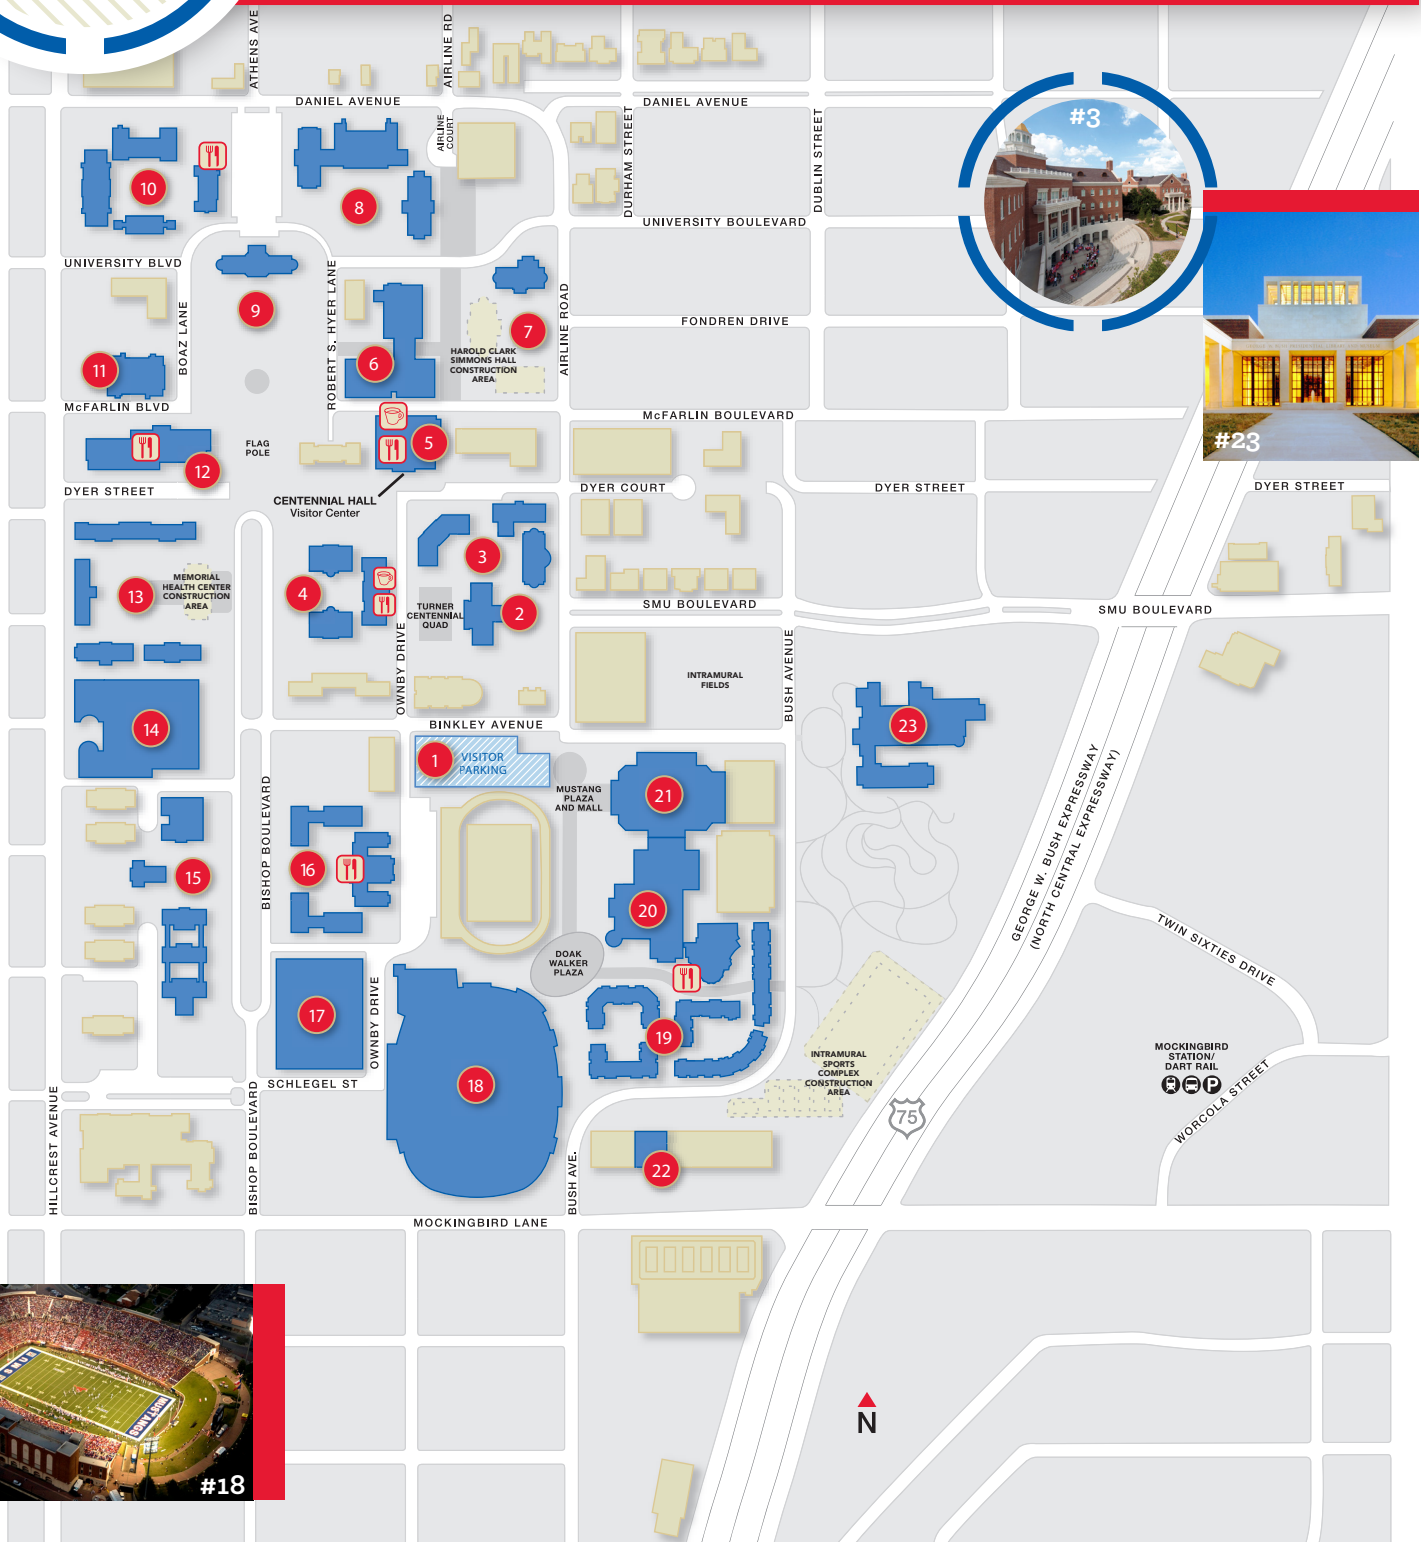 ATHENS AVE
AIRLINE RD
DANIEL AVENUE
DANIEL AVENUE
AIRLINE
COURT
DURHAM STREET
DUBLIN STREET
#3
10
8
UNIVERSITY BOULEVARD
UNIVERSITY BLVD
9
BOAZ LANE
ROBERT S. HYER LANE
7
AIRLINE ROAD
FONDREN DRIVE
HAROLD CLARK
SIMMONS HALL
CONSTRUCTION
AREA
6
11
McFARLIN BLVD
McFARLIN BOULEVARD
#23
FLAG
POLE
5
12
DYER STREET
CENTENNIAL HALL
Visitor Center
DYER COURT
DYER STREET
DYER STREET
3
MEMORIAL
HEALTH CENTER
CONSTRUCTION
AREA
13
4
TURNER
CENTENNIAL
QUAD
2
SMU BOULEVARD
SMU BOULEVARD
OWNBY DRIVE
BUSH AVENUE
INTRAMURAL
FIELDS
14
BINKLEY AVENUE
23
1
VISITOR
PARKING
MUSTANG
PLAZA
AND MALL
21
BISHOP BOULEVARD
GEORGE W. BUSH EXPRESSWAY
(NORTH CENTRAL EXPRESSWAY)
15
16
20
TWIN SIXTIES DRIVE
DOAK
WALKER
PLAZA
17
OWNBY DRIVE
19
INTRAMURAL
SPORTS
COMPLEX
CONSTRUCTION
AREA
MOCKINGBIRD
STATION/
DART RAIL
P
WORCOLA STREET
SCHLEGEL ST
18
75
HILLCREST AVENUE
BISHOP BOULEVARD
BUSH AVE.
22
MOCKINGBIRD LANE
MUSTANGS
#18
N